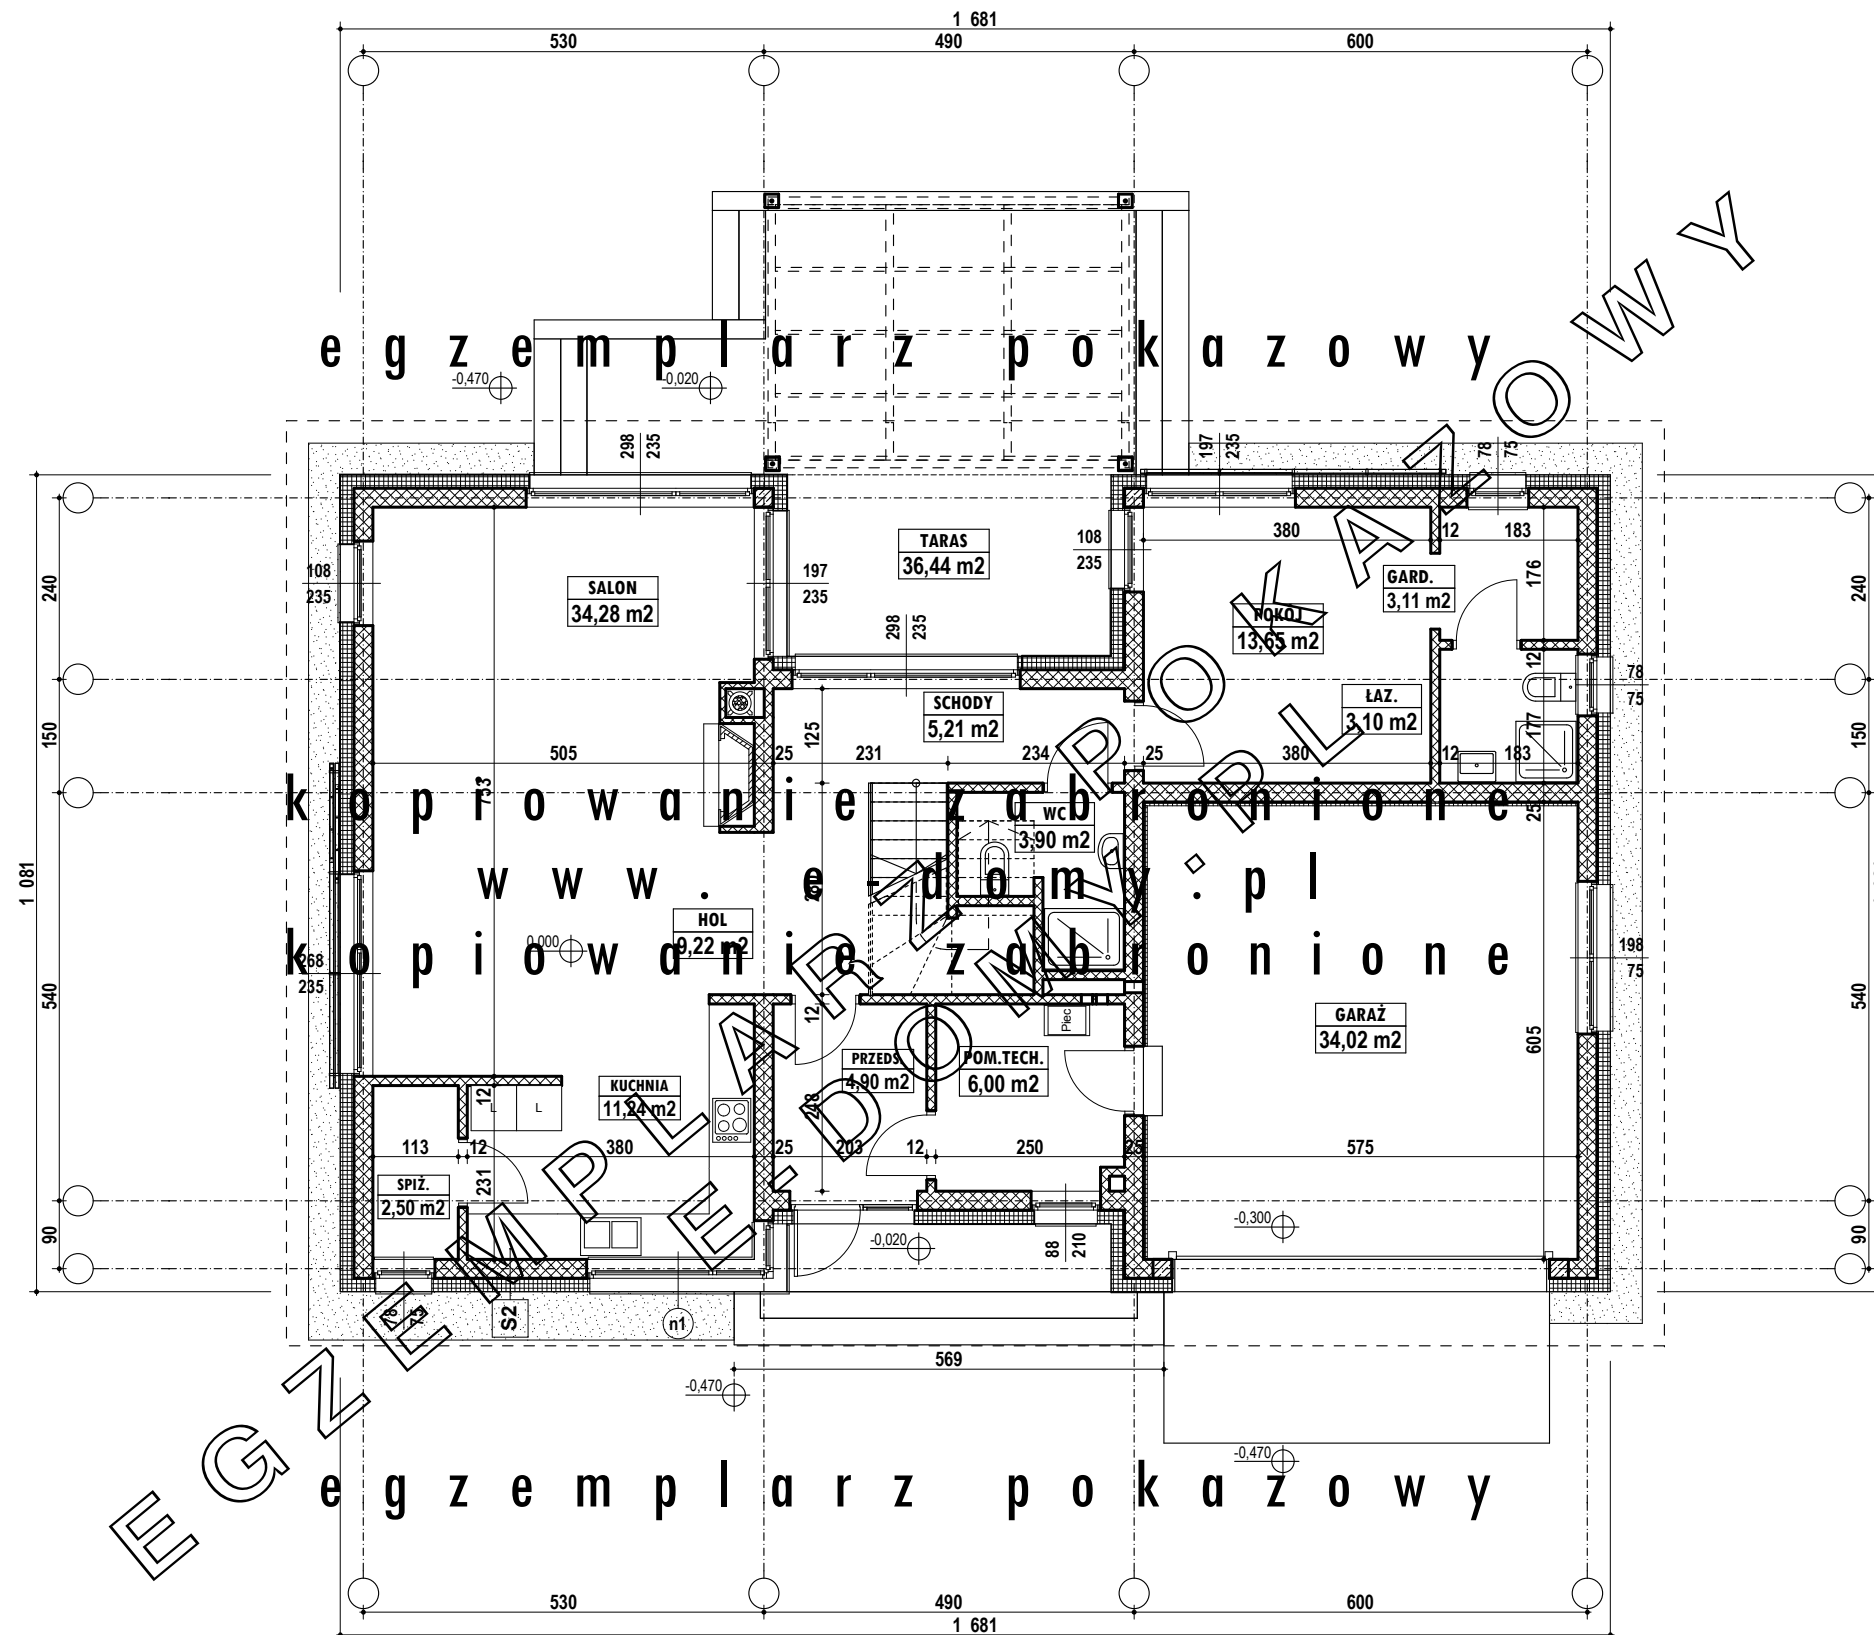 1 681
530 490 600
EGZEMPLARZ POKAZOWY
egzemplarz pokazowy
-0,470 -0,020
298 235
197 235
78 75
TARAS
36,44 m2
108 235
380 12 183
176
240
108 235
SALON
34,28 m2
197 235
298 235
GARD.
3,11 m2
POKÓJ
13,65 m2
240
12
78 75
SCHODY
5,21 m2
ŁAZ.
3,10 m2
150
125
177
150
505 25 231 234 25 380 12 183
753
kopiowanie zabronione
WC
3,90 m2
25
1 081
www.e-domy.pl
HOL
9,22 m2
0,000
kopiowanie zabronione
198 75
268 235
540
12
Piec
GARAŻ
34,02 m2
605
540
KUCHNIA
11,24 m2
PRZEDS.
4,90 m2
POM.TECH.
6,00 m2
12
L L
248
113 12 380 25 203 12 250 25 575
231
SPIŻ.
2,50 m2
-0,300
90
-0,020
88 210
90
78 75
S2
n1
569
-0,470
-0,470
egzemplarz pokazowy
530 490 600
1 681